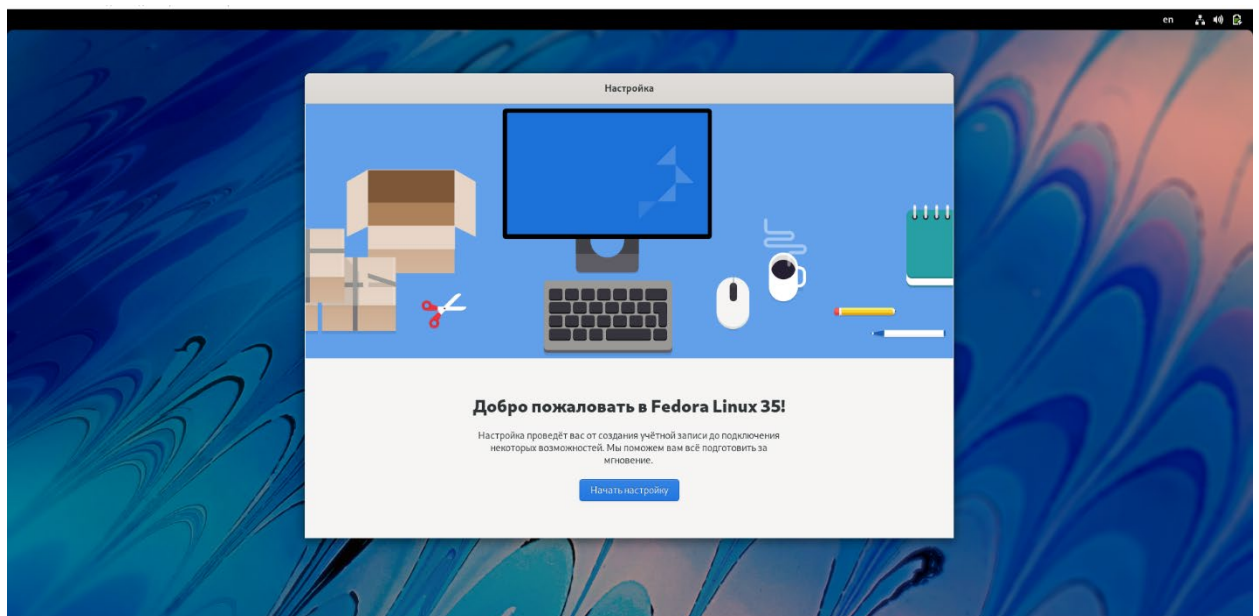 en
Настройка
Добро пожаловать в Fedora Linux 35!
Настройка проведёт вас от создания учётной записи до подключения
некоторых возможностей. Мы поможем вам всё подготовить за
мгновение.
Начать настройку